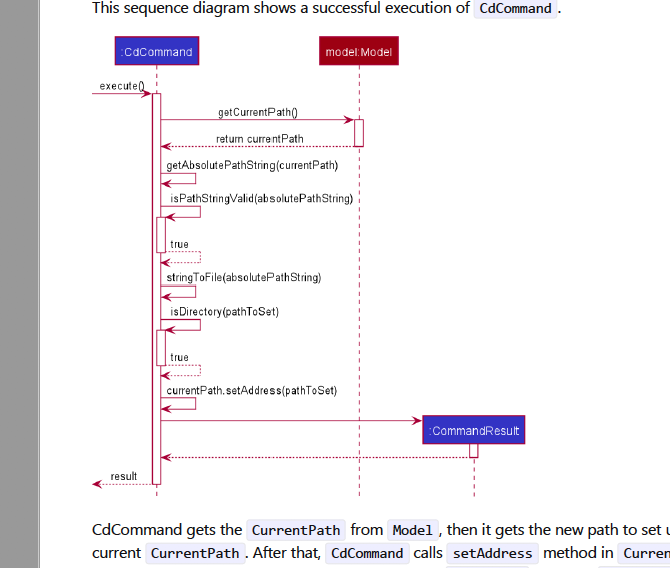 This sequence diagram shows a successful execution of CdCommand.
:CdCommand
model:Model
execute()
getCurrentPath()
return currentPath
getAbsolutePathString(currentPath)
isPathStringValid(absolutePathString)
true
stringToFile(absolutePathString)
isDirectory(pathToSet)
true
currentPath.setAddress(pathToSet)
:CommandResult
result
CdCommand gets the CurrentPath from Model, then it gets the new path to set
current CurrentPath. After that, CdCommand calls setAddress method in